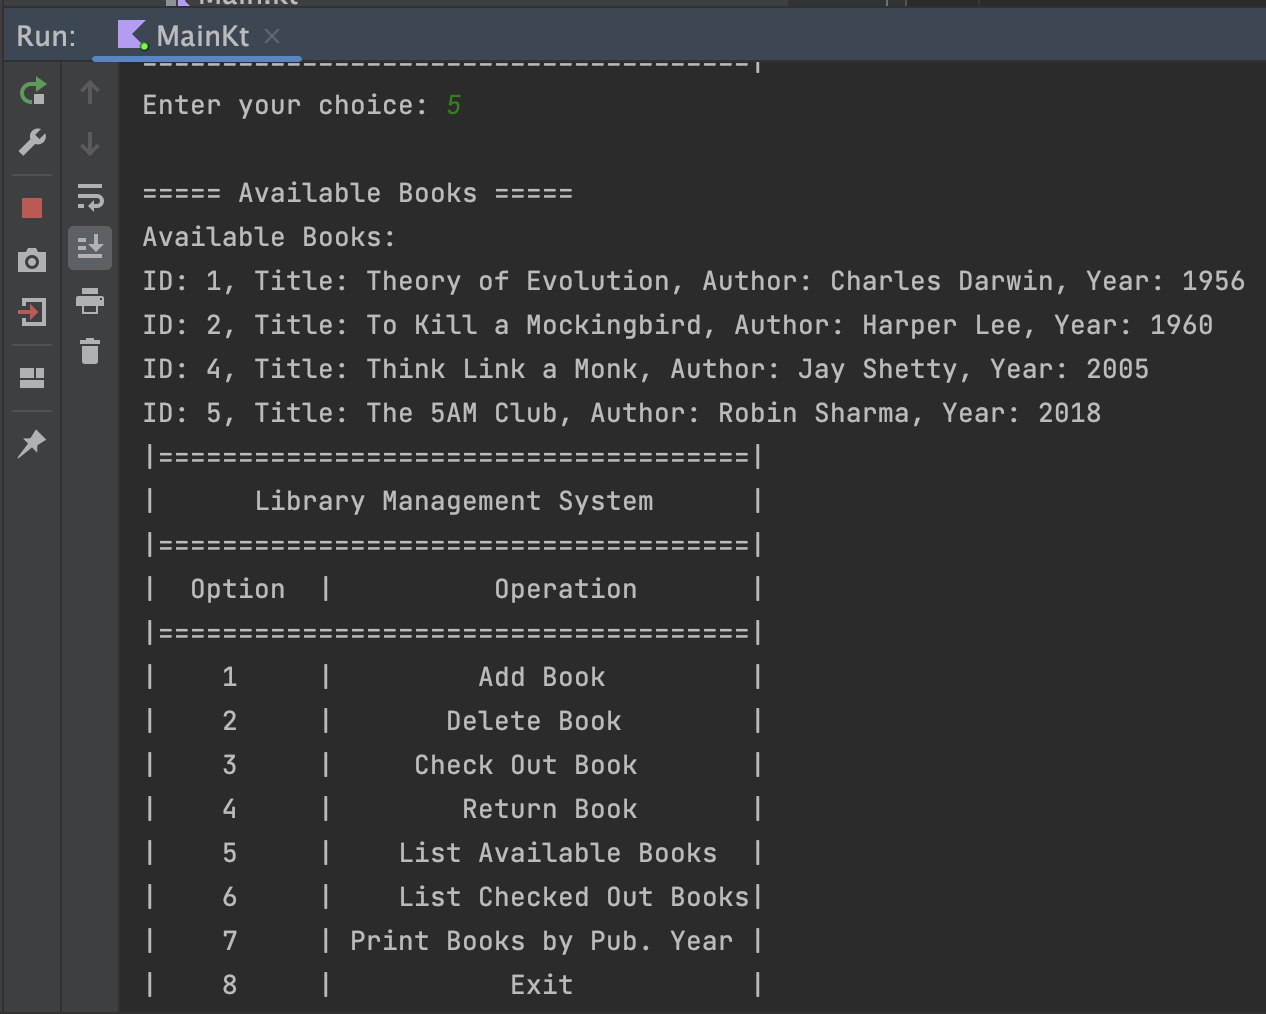 Main.kt
Run: MainKt ×
=====================================|
Enter your choice: 5
===== Available Books =====
Available Books:
ID: 1, Title: Theory of Evolution, Author: Charles Darwin, Year: 1956
ID: 2, Title: To Kill a Mockingbird, Author: Harper Lee, Year: 1960
ID: 4, Title: Think Link a Monk, Author: Jay Shetty, Year: 2005
ID: 5, Title: The 5AM Club, Author: Robin Sharma, Year: 2018
|=====================================|
|      Library Management System      |
|=====================================|
|  Option  |          Operation       |
|=====================================|
|    1     |         Add Book         |
|    2     |       Delete Book        |
|    3     |     Check Out Book       |
|    4     |        Return Book       |
|    5     |    List Available Books  |
|    6     |    List Checked Out Books|
|    7     | Print Books by Pub. Year |
|    8     |           Exit           |